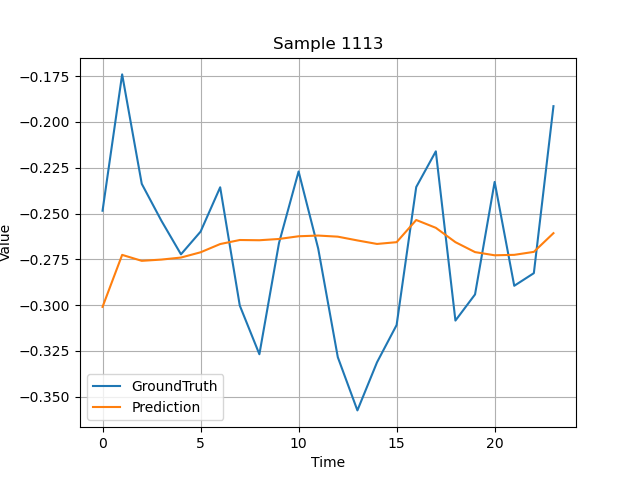 Sample 1113
−0.175
−0.200
−0.225
−0.250
−0.275
−0.300
−0.325
−0.350
Value
GroundTruth
Prediction
0 5 10 15 20
Time